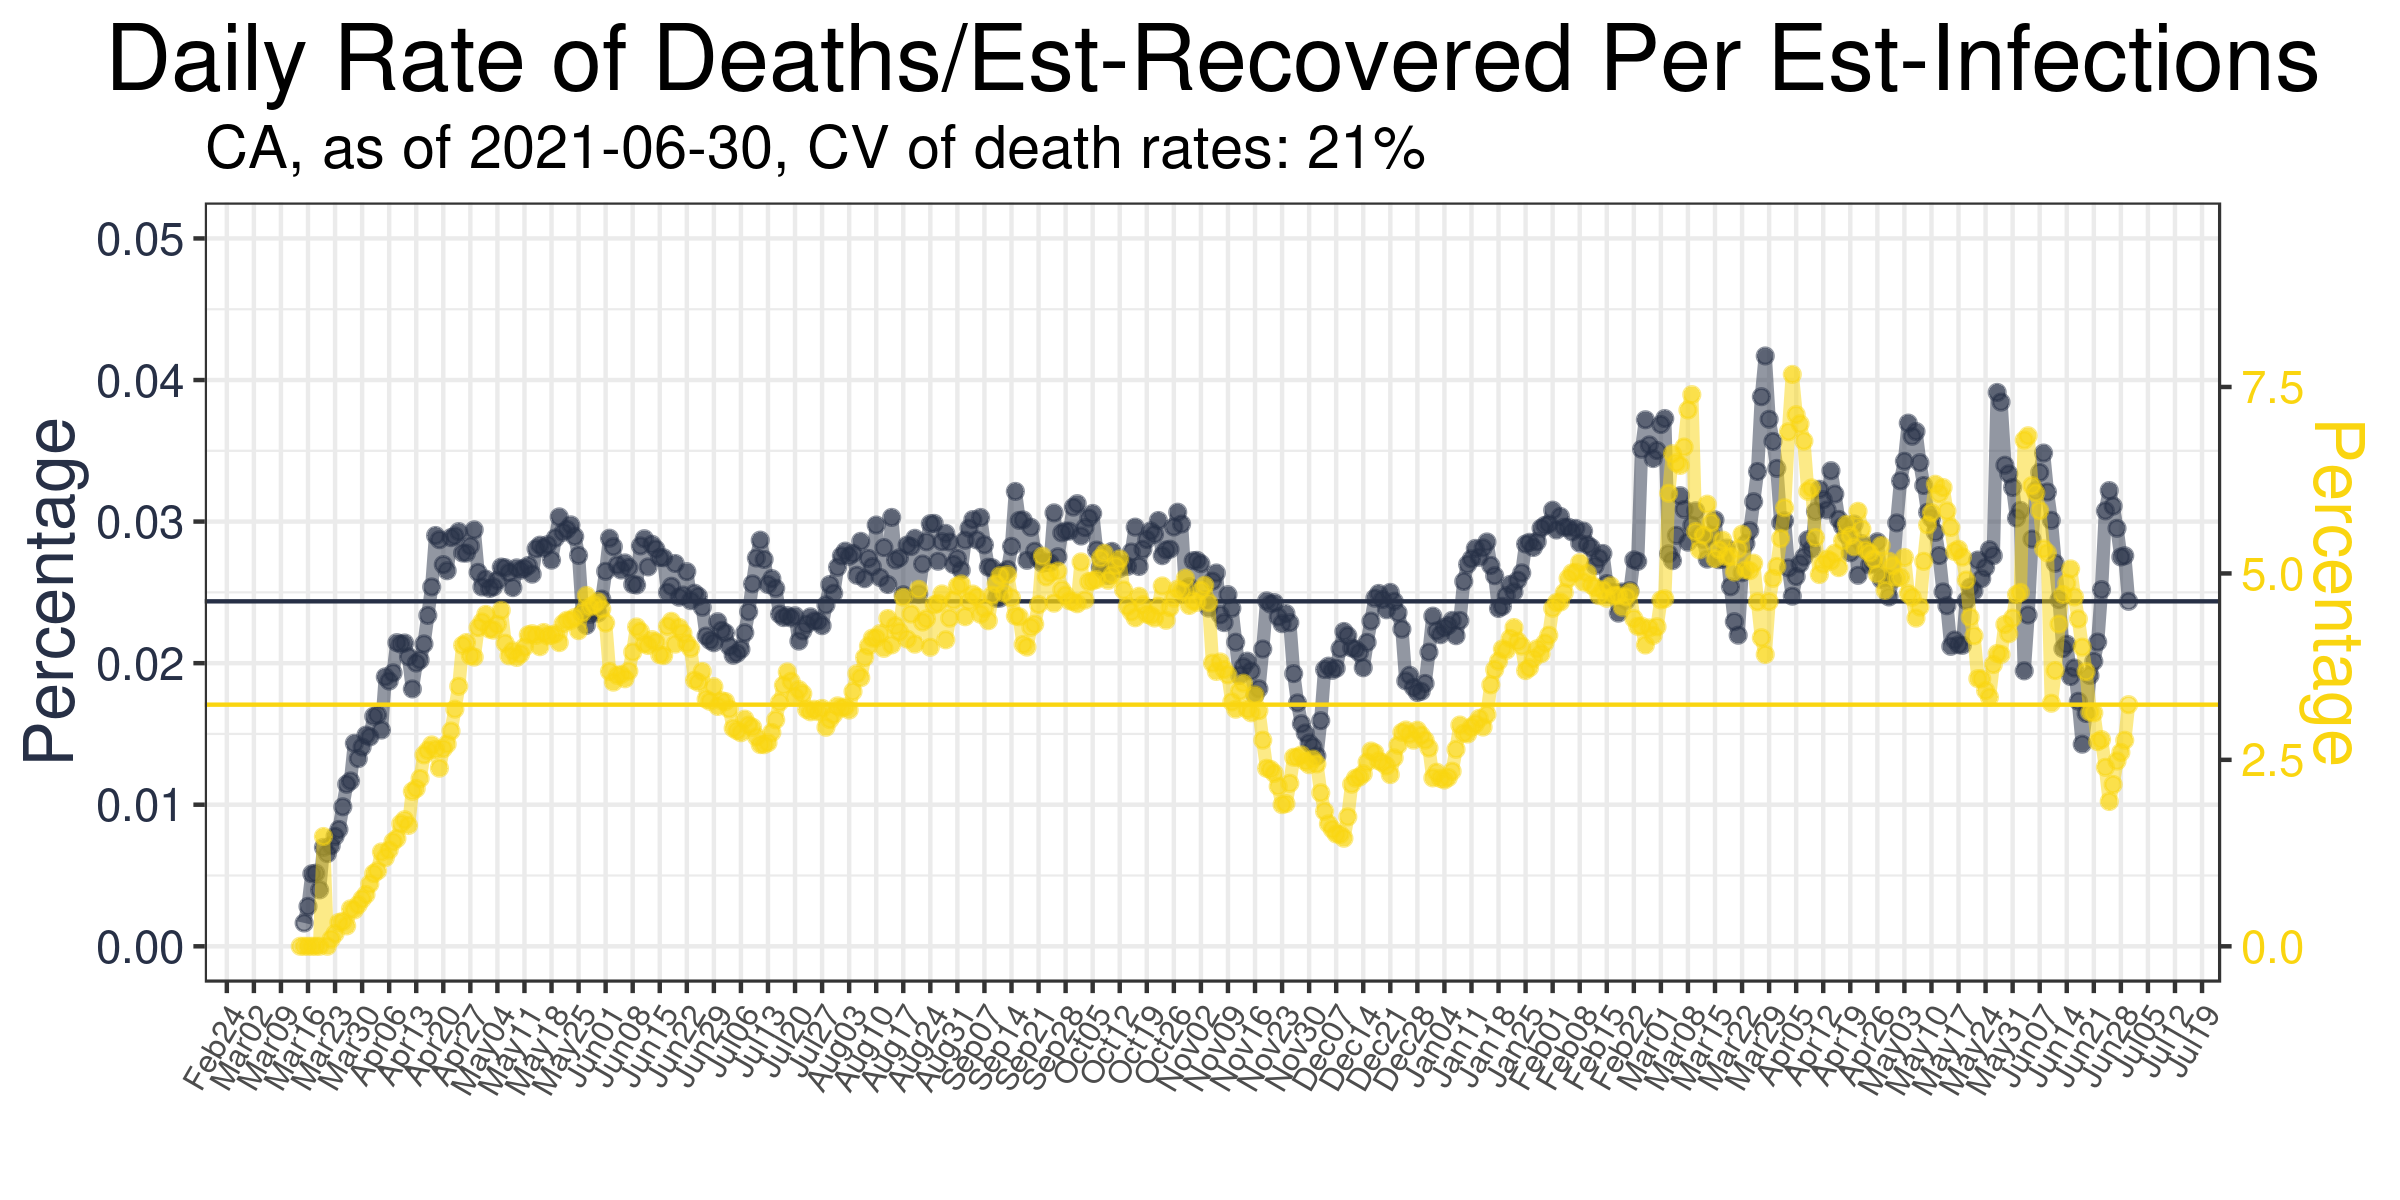 Daily Rate of Deaths/Est-Recovered Per Est-Infections
CA, as of 2021-06-30, CV of death rates: 21%
Percentage
0.05
0.04
0.03
0.02
0.01
0.00
7.5
5.0
2.5
0.0
Percentage
Feb24
Mar02
Mar09
Mar16
Mar23
Mar30
Apr06
Apr13
Apr20
Apr27
May04
May11
May18
May25
Jun01
Jun08
Jun15
Jun22
Jun29
Jul06
Jul13
Jul20
Jul27
Aug03
Aug10
Aug17
Aug24
Aug31
Sep07
Sep14
Sep21
Sep28
Oct05
Oct12
Oct19
Oct26
Nov02
Nov09
Nov16
Nov23
Nov30
Dec07
Dec14
Dec21
Dec28
Jan04
Jan11
Jan18
Jan25
Feb01
Feb08
Feb15
Feb22
Mar01
Mar08
Mar15
Mar22
Mar29
Apr05
Apr12
Apr19
Apr26
May03
May10
May17
May24
May31
Jun07
Jun14
Jun21
Jun28
Jul05
Jul12
Jul19